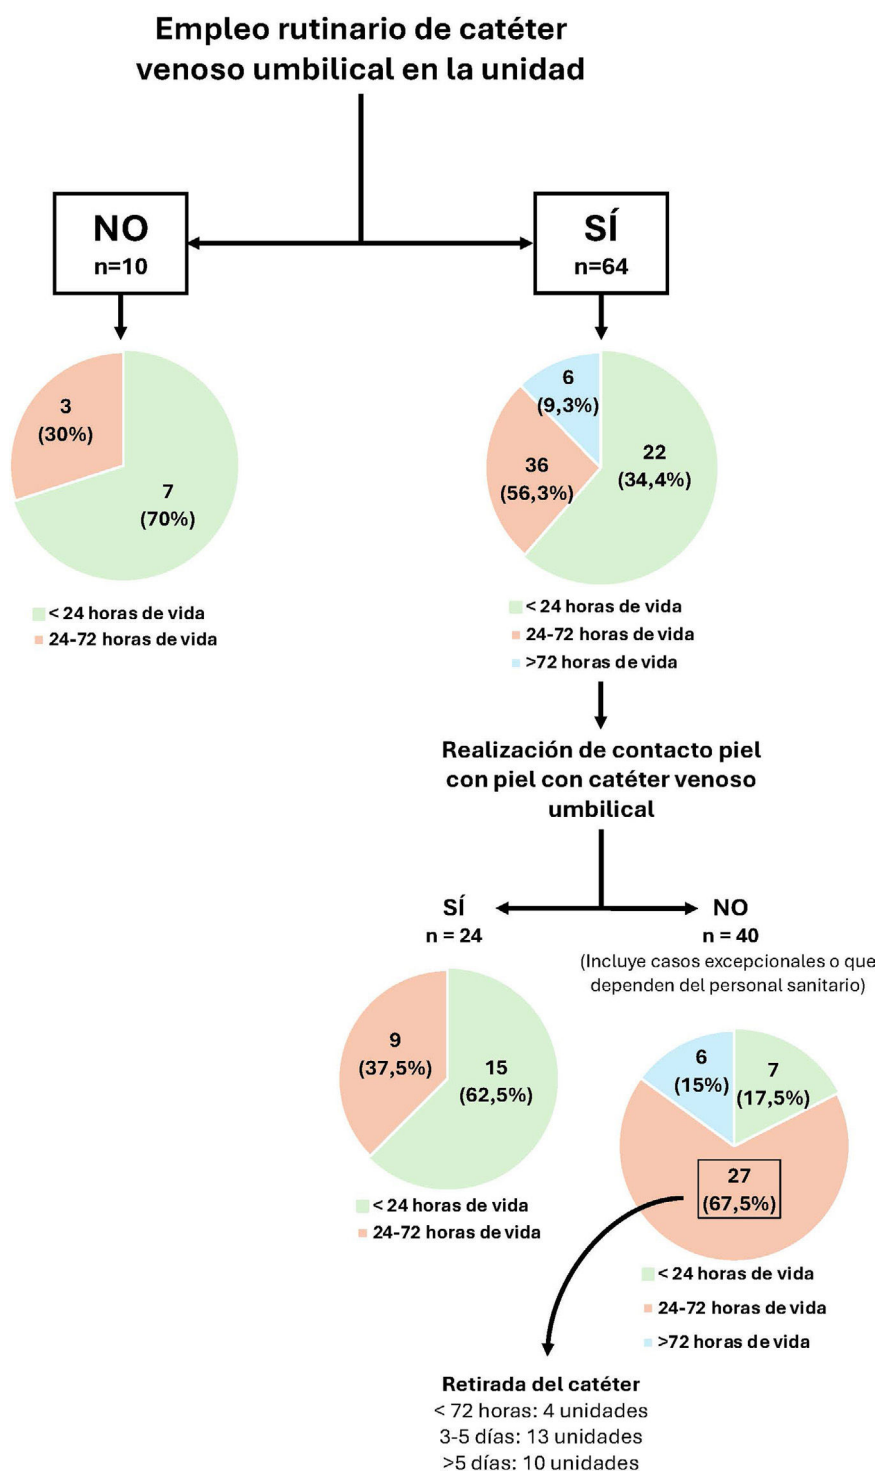 Empleo rutinario de catéter
venoso umbilical en la unidad
NO
n=10
SÍ
n=64
3
(30%)
7
(70%)
< 24 horas de vida
24-72 horas de vida
6
(9,3%)
36
(56,3%)
22
(34,4%)
< 24 horas de vida
24-72 horas de vida
>72 horas de vida
Realización de contacto piel
con piel con catéter venoso
umbilical
SÍ
n = 24
NO
n = 40
(Incluye casos excepcionales o que
dependen del personal sanitario)
9
(37,5%)
15
(62,5%)
< 24 horas de vida
24-72 horas de vida
6
(15%)
7
(17,5%)
27
(67,5%)
< 24 horas de vida
24-72 horas de vida
>72 horas de vida
Retirada del catéter
< 72 horas: 4 unidades
3-5 días: 13 unidades
>5 días: 10 unidades